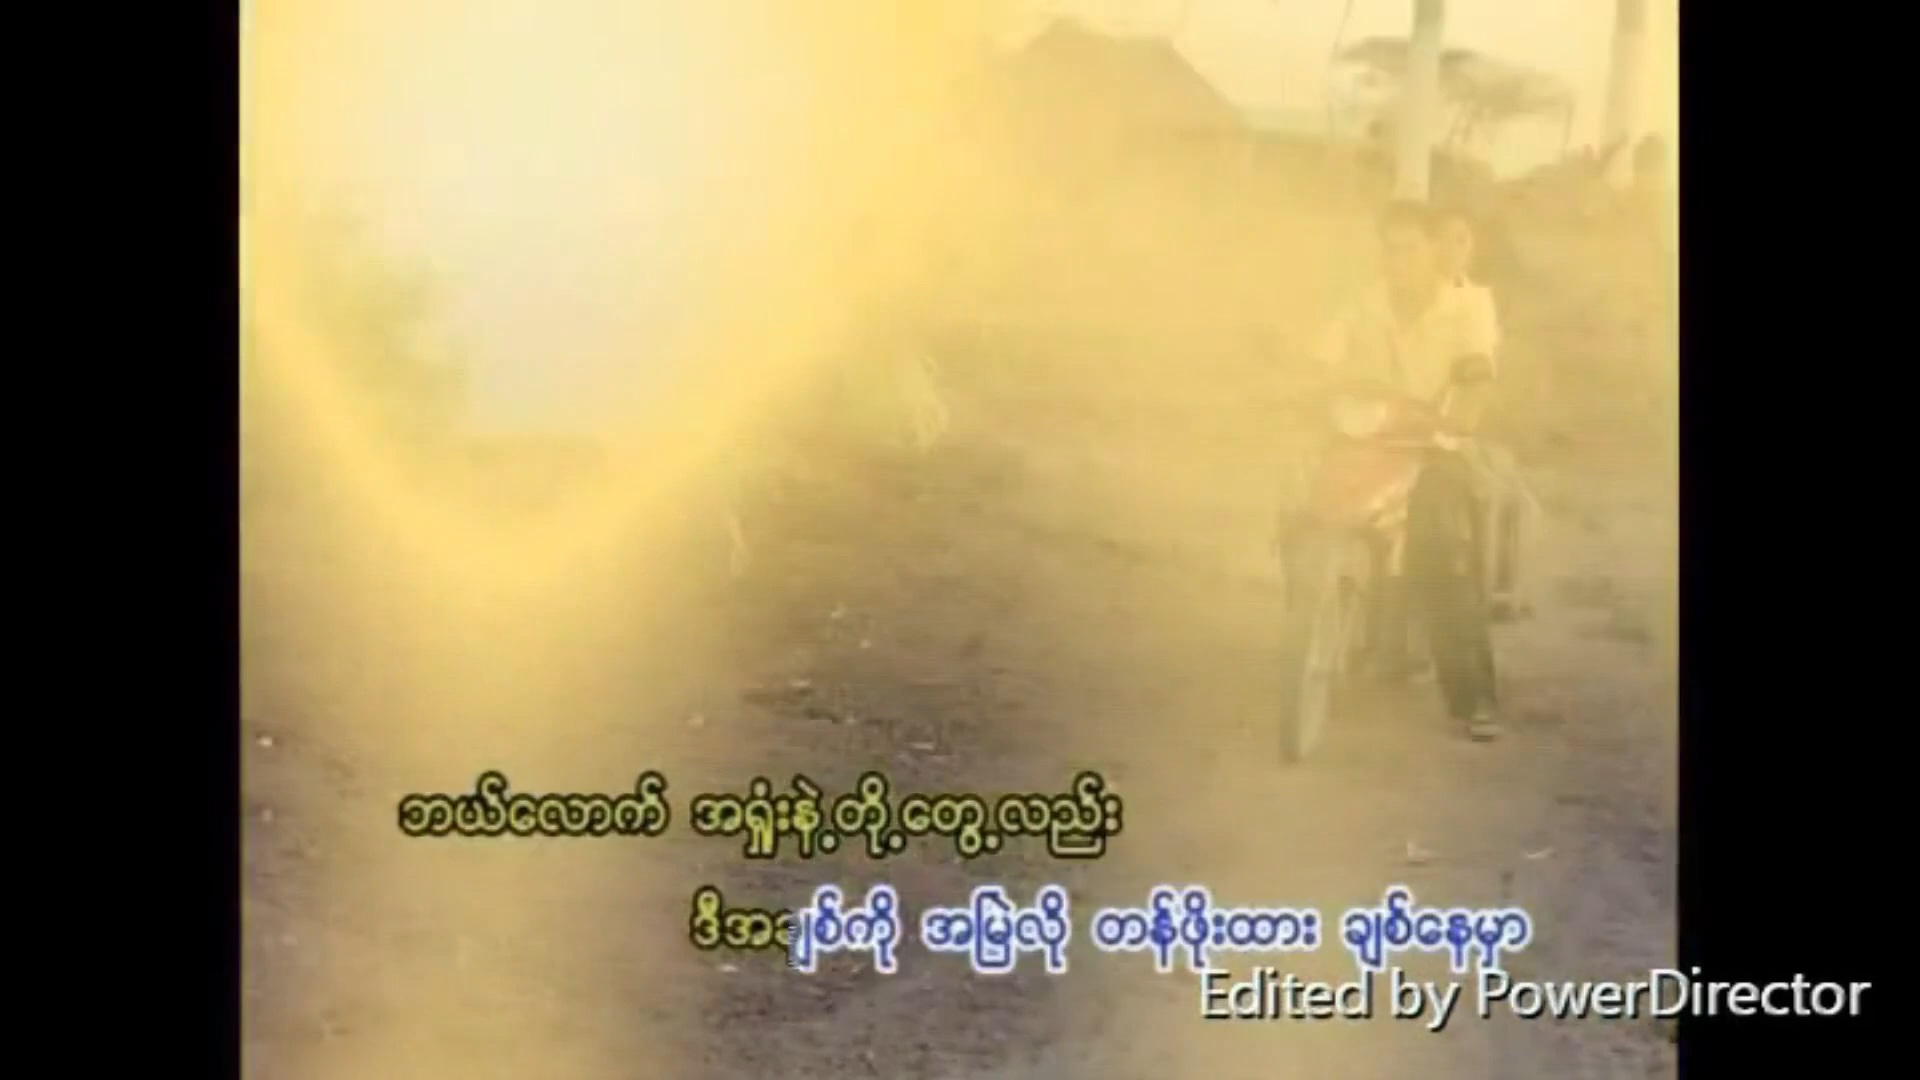 ဘယ်လောက် အရှုံးနဲ့တို့တွေ့လည်း
ဒီအချစ်ကို အမြဲလို တန်ဖိုးထား ချစ်နေမှာ
Edited by PowerDirector